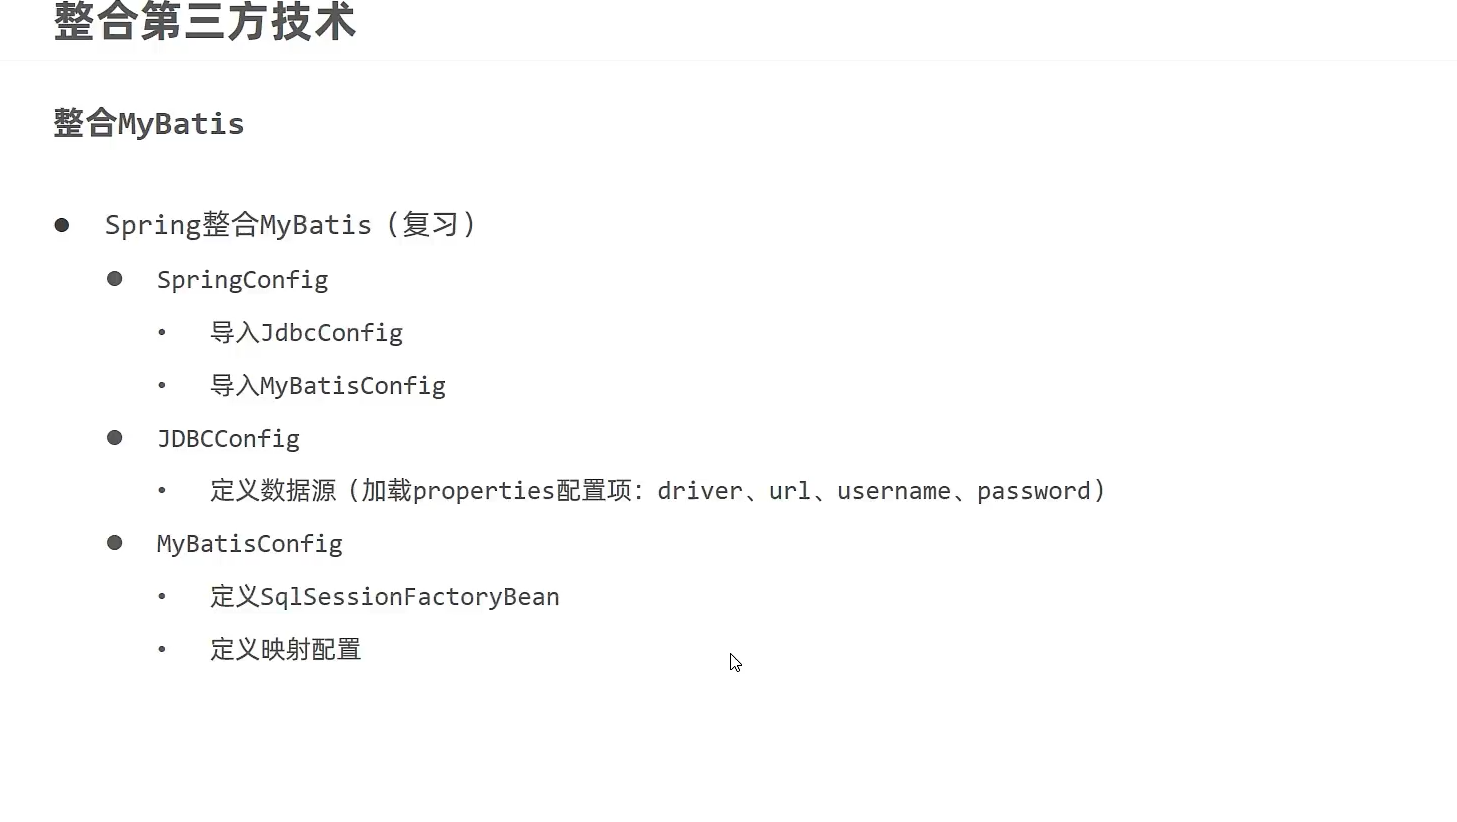 整合第三方技术
整合MyBatis
● Spring整合MyBatis（复习）
● SpringConfig
• 导入JdbcConfig
• 导入MyBatisConfig
● JDBCConfig
• 定义数据源（加载properties配置项：driver、url、username、password）
● MyBatisConfig
• 定义SqlSessionFactoryBean
• 定义映射配置